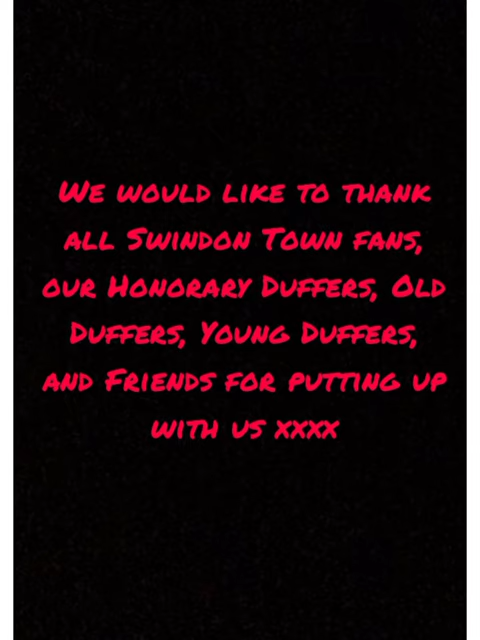 We would like to thank
all Swindon Town fans,
our Honorary Duffers, Old
Duffers, Young Duffers,
and Friends for putting up
with us xxxx